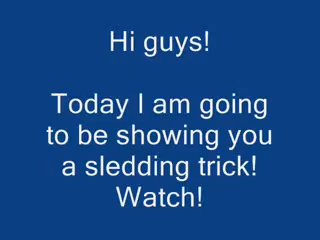 Hi guys!
Today I am going
to be showing you
a sledding trick!
Watch!